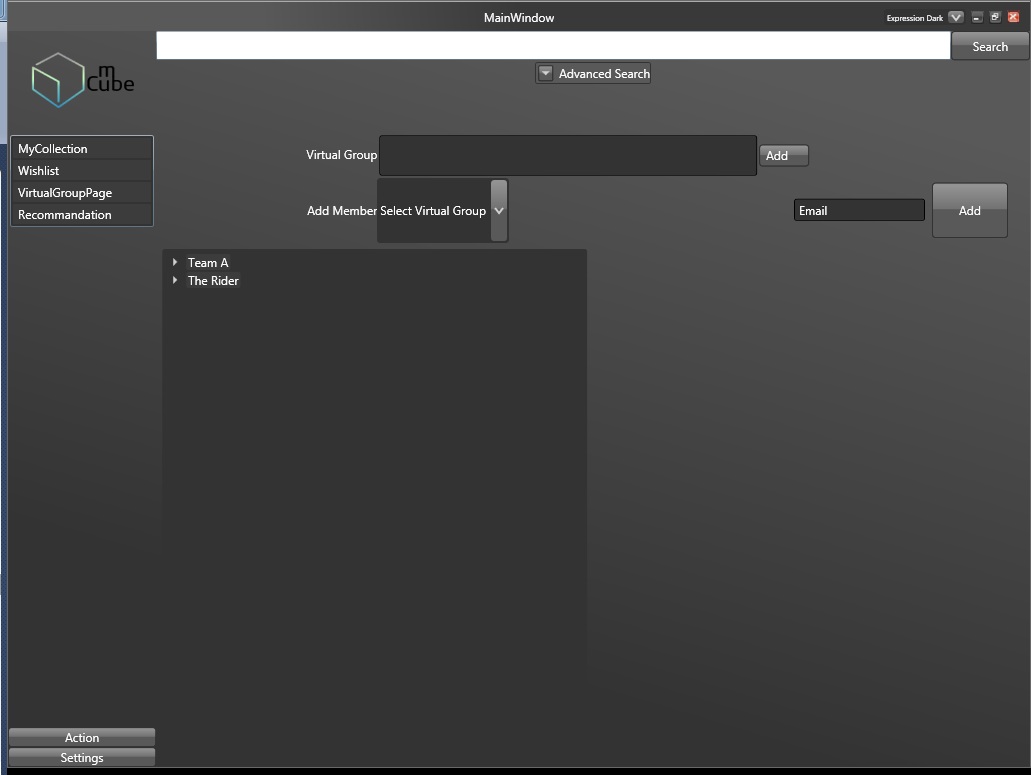 MainWindow
Expression Dark
m
Cube
Search
Advanced Search
MyCollection
Wishlist
VirtualGroupPage
Recommandation
Virtual Group
Add
Add Member
Select Virtual Group
Email
Add
Team A
The Rider
Action
Settings